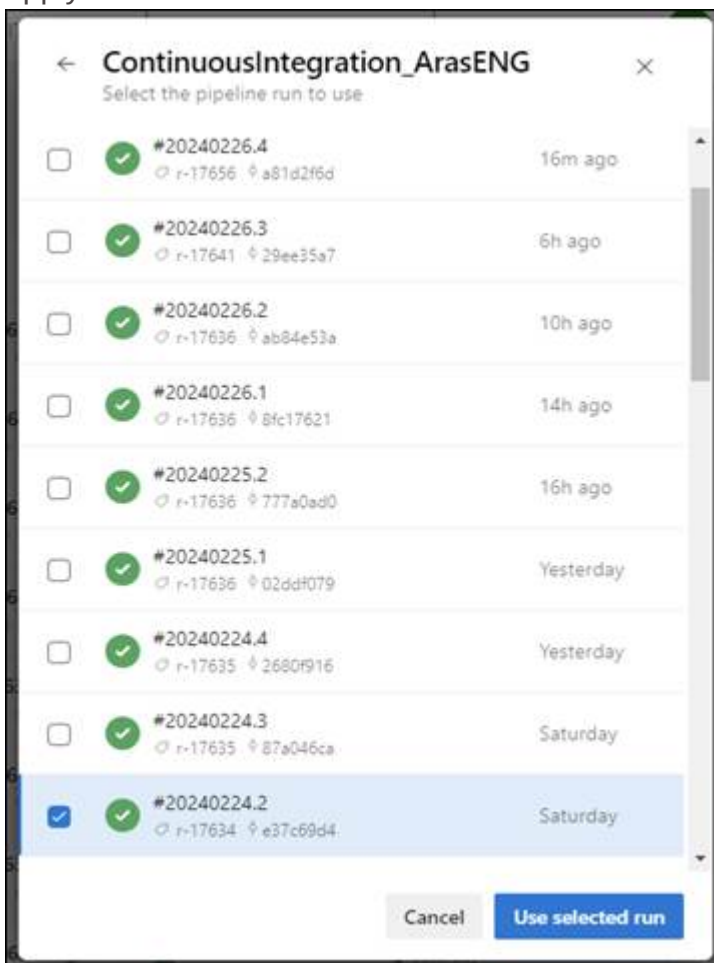 ContinuousIntegration_ArasENG
Select the pipeline run to use
#20240226.4
r-17656 a81d2f6d
16m ago
#20240226.3
r-17641 29ee35a7
6h ago
#20240226.2
r-17636 ab84e53a
10h ago
#20240226.1
r-17636 8fc17621
14h ago
#20240225.2
r-17636 777a0ad0
16h ago
#20240225.1
r-17636 02ddf079
Yesterday
#20240224.4
r-17635 2680f916
Yesterday
#20240224.3
r-17635 87a046ca
Saturday
#20240224.2
r-17634 e37c69d4
Saturday
Cancel
Use selected run